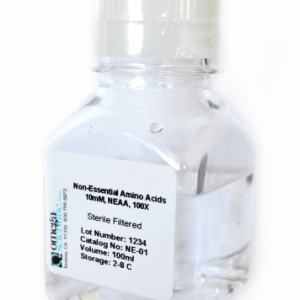 Non-Essential Amino Acids
10mM, NEAA, 100X
Sterile Filtered
Lot Number: 1234
Catalog No: NE-01
Volume: 100ml
Storage: 2-8 C
omega